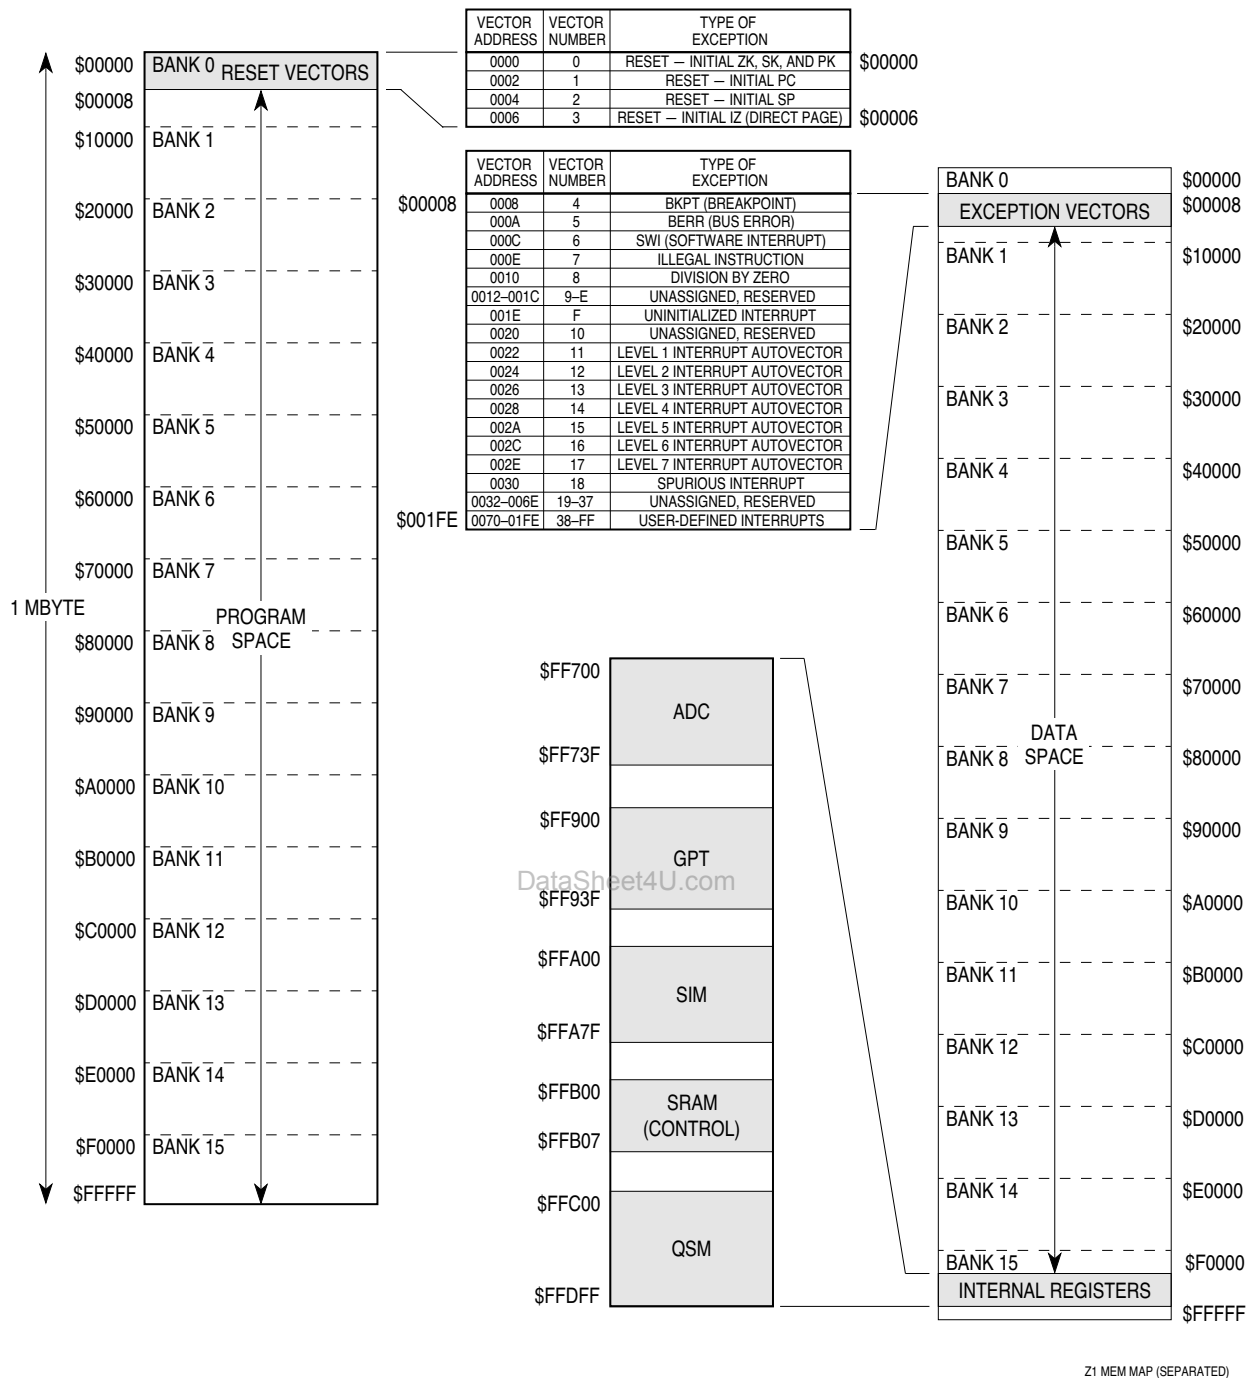 VECTOR ADDRESS VECTOR NUMBER TYPE OF EXCEPTION
0000 0 RESET — INITIAL ZK, SK, AND PK $00000
0002 1 RESET — INITIAL PC
0004 2 RESET — INITIAL SP
0006 3 RESET — INITIAL IZ (DIRECT PAGE) $00006
VECTOR ADDRESS VECTOR NUMBER TYPE OF EXCEPTION
$00008 0008 4 BKPT (BREAKPOINT)
000A 5 BERR (BUS ERROR)
000C 6 SWI (SOFTWARE INTERRUPT)
000E 7 ILLEGAL INSTRUCTION
0010 8 DIVISION BY ZERO
0012–001C 9–E UNASSIGNED, RESERVED
001E F UNINITIALIZED INTERRUPT
0020 10 UNASSIGNED, RESERVED
0022 11 LEVEL 1 INTERRUPT AUTOVECTOR
0024 12 LEVEL 2 INTERRUPT AUTOVECTOR
0026 13 LEVEL 3 INTERRUPT AUTOVECTOR
0028 14 LEVEL 4 INTERRUPT AUTOVECTOR
002A 15 LEVEL 5 INTERRUPT AUTOVECTOR
002C 16 LEVEL 6 INTERRUPT AUTOVECTOR
002E 17 LEVEL 7 INTERRUPT AUTOVECTOR
0030 18 SPURIOUS INTERRUPT
0032–006E 19–37 UNASSIGNED, RESERVED
$001FE 0070–01FE 38–FF USER-DEFINED INTERRUPTS
1 MBYTE
$00000 BANK 0 RESET VECTORS
$00008
$10000 BANK 1
$20000 BANK 2
$30000 BANK 3
$40000 BANK 4
$50000 BANK 5
$60000 BANK 6
$70000 BANK 7
PROGRAM
SPACE
$80000 BANK 8
$90000 BANK 9
$A0000 BANK 10
$B0000 BANK 11
$C0000 BANK 12
$D0000 BANK 13
$E0000 BANK 14
$F0000 BANK 15
$FFFFF
$FF700
ADC
$FF73F
$FF900
GPT
DataSheet4U.com
$FF93F
$FFA00
SIM
$FFA7F
$FFB00
SRAM
(CONTROL)
$FFB07
$FFC00
QSM
$FFDFF
BANK 0 $00000
EXCEPTION VECTORS $00008
BANK 1 $10000
BANK 2 $20000
BANK 3 $30000
BANK 4 $40000
BANK 5 $50000
BANK 6 $60000
BANK 7 $70000
DATA
SPACE
BANK 8 $80000
BANK 9 $90000
BANK 10 $A0000
BANK 11 $B0000
BANK 12 $C0000
BANK 13 $D0000
BANK 14 $E0000
BANK 15 $F0000
INTERNAL REGISTERS
$FFFFF
Z1 MEM MAP (SEPARATED)